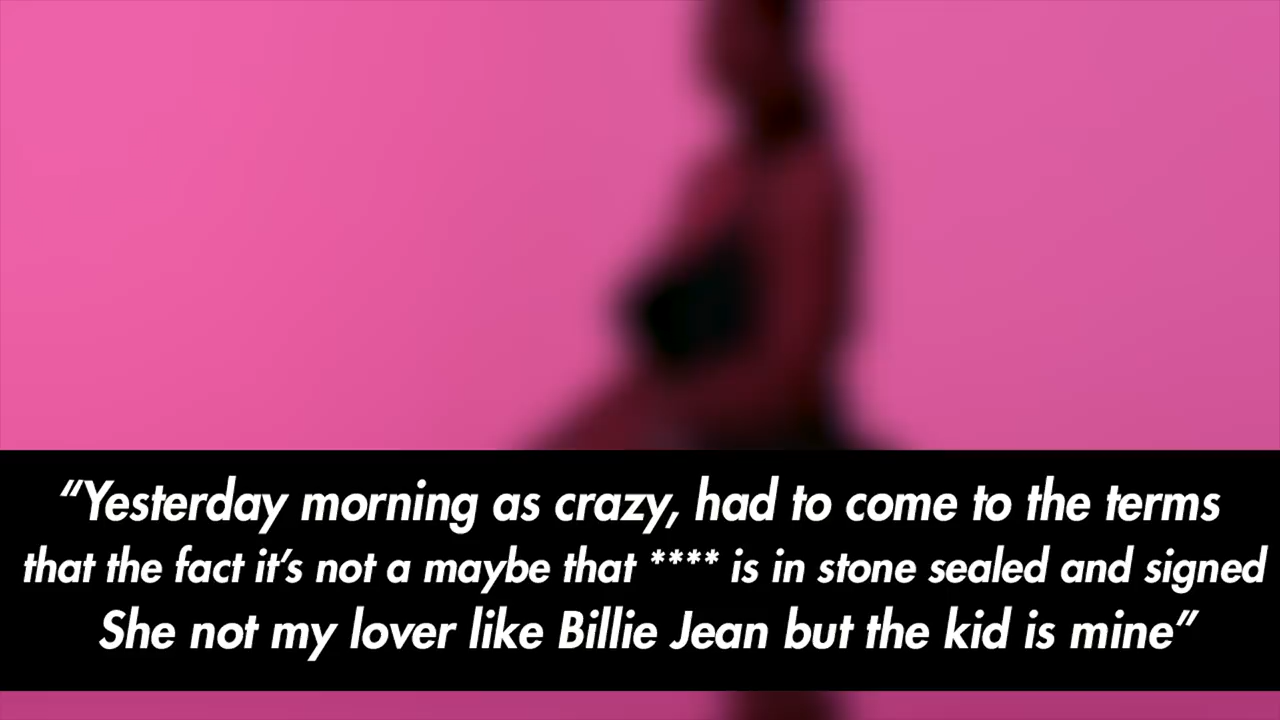 “Yesterday morning as crazy, had to come to the terms
that the fact it’s not a maybe that **** is in stone sealed and signed
She not my lover like Billie Jean but the kid is mine”